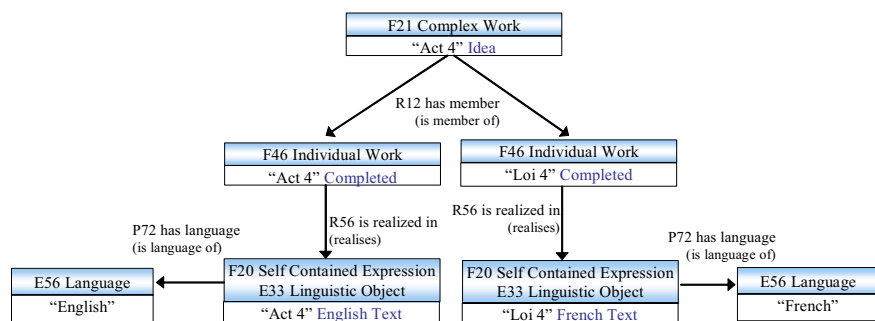 F21 Complex Work
“Act 4” Idea
R12 has member
(is member of)
F46 Individual Work
“Act 4” Completed
F46 Individual Work
“Loi 4” Completed
R56 is realized in
(realises)
R56 is realized in
(realises)
P72 has language
(is language of)
P72 has language
(is language of)
E56 Language
“English”
F20 Self Contained Expression
E33 Linguistic Object
“Act 4” English Text
F20 Self Contained Expression
E33 Linguistic Object
“Loi 4” French Text
E56 Language
“French”